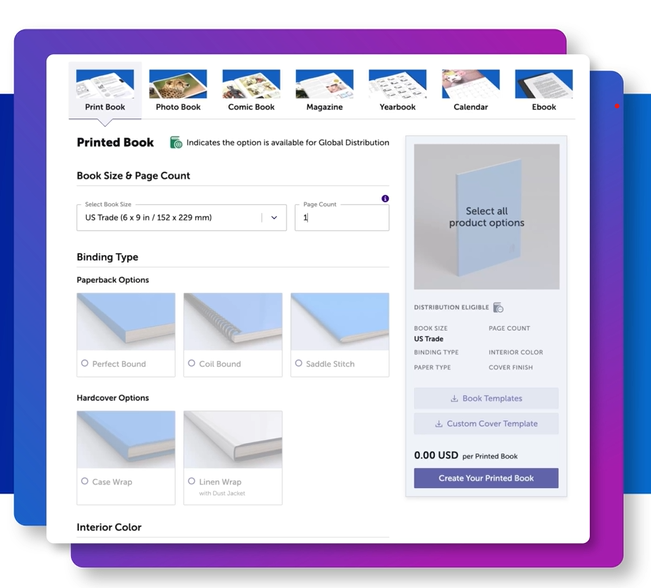 Print Book
Photo Book
Comic Book
Magazine
Yearbook
Calendar
Ebook
Printed Book
Indicates the option is available for Global Distribution
Book Size & Page Count
Select Book Size
US Trade (6 x 9 in / 152 x 229 mm)
Page Count
1
Binding Type
Paperback Options
Perfect Bound
Coil Bound
Saddle Stitch
Hardcover Options
Case Wrap
Linen Wrap
with Dust Jacket
Interior Color
Select all
product options
DISTRIBUTION ELIGIBLE
BOOK SIZE
PAGE COUNT
US Trade
BINDING TYPE
INTERIOR COLOR
PAPER TYPE
COVER FINISH
Book Templates
Custom Cover Template
0.00 USD per Printed Book
Create Your Printed Book